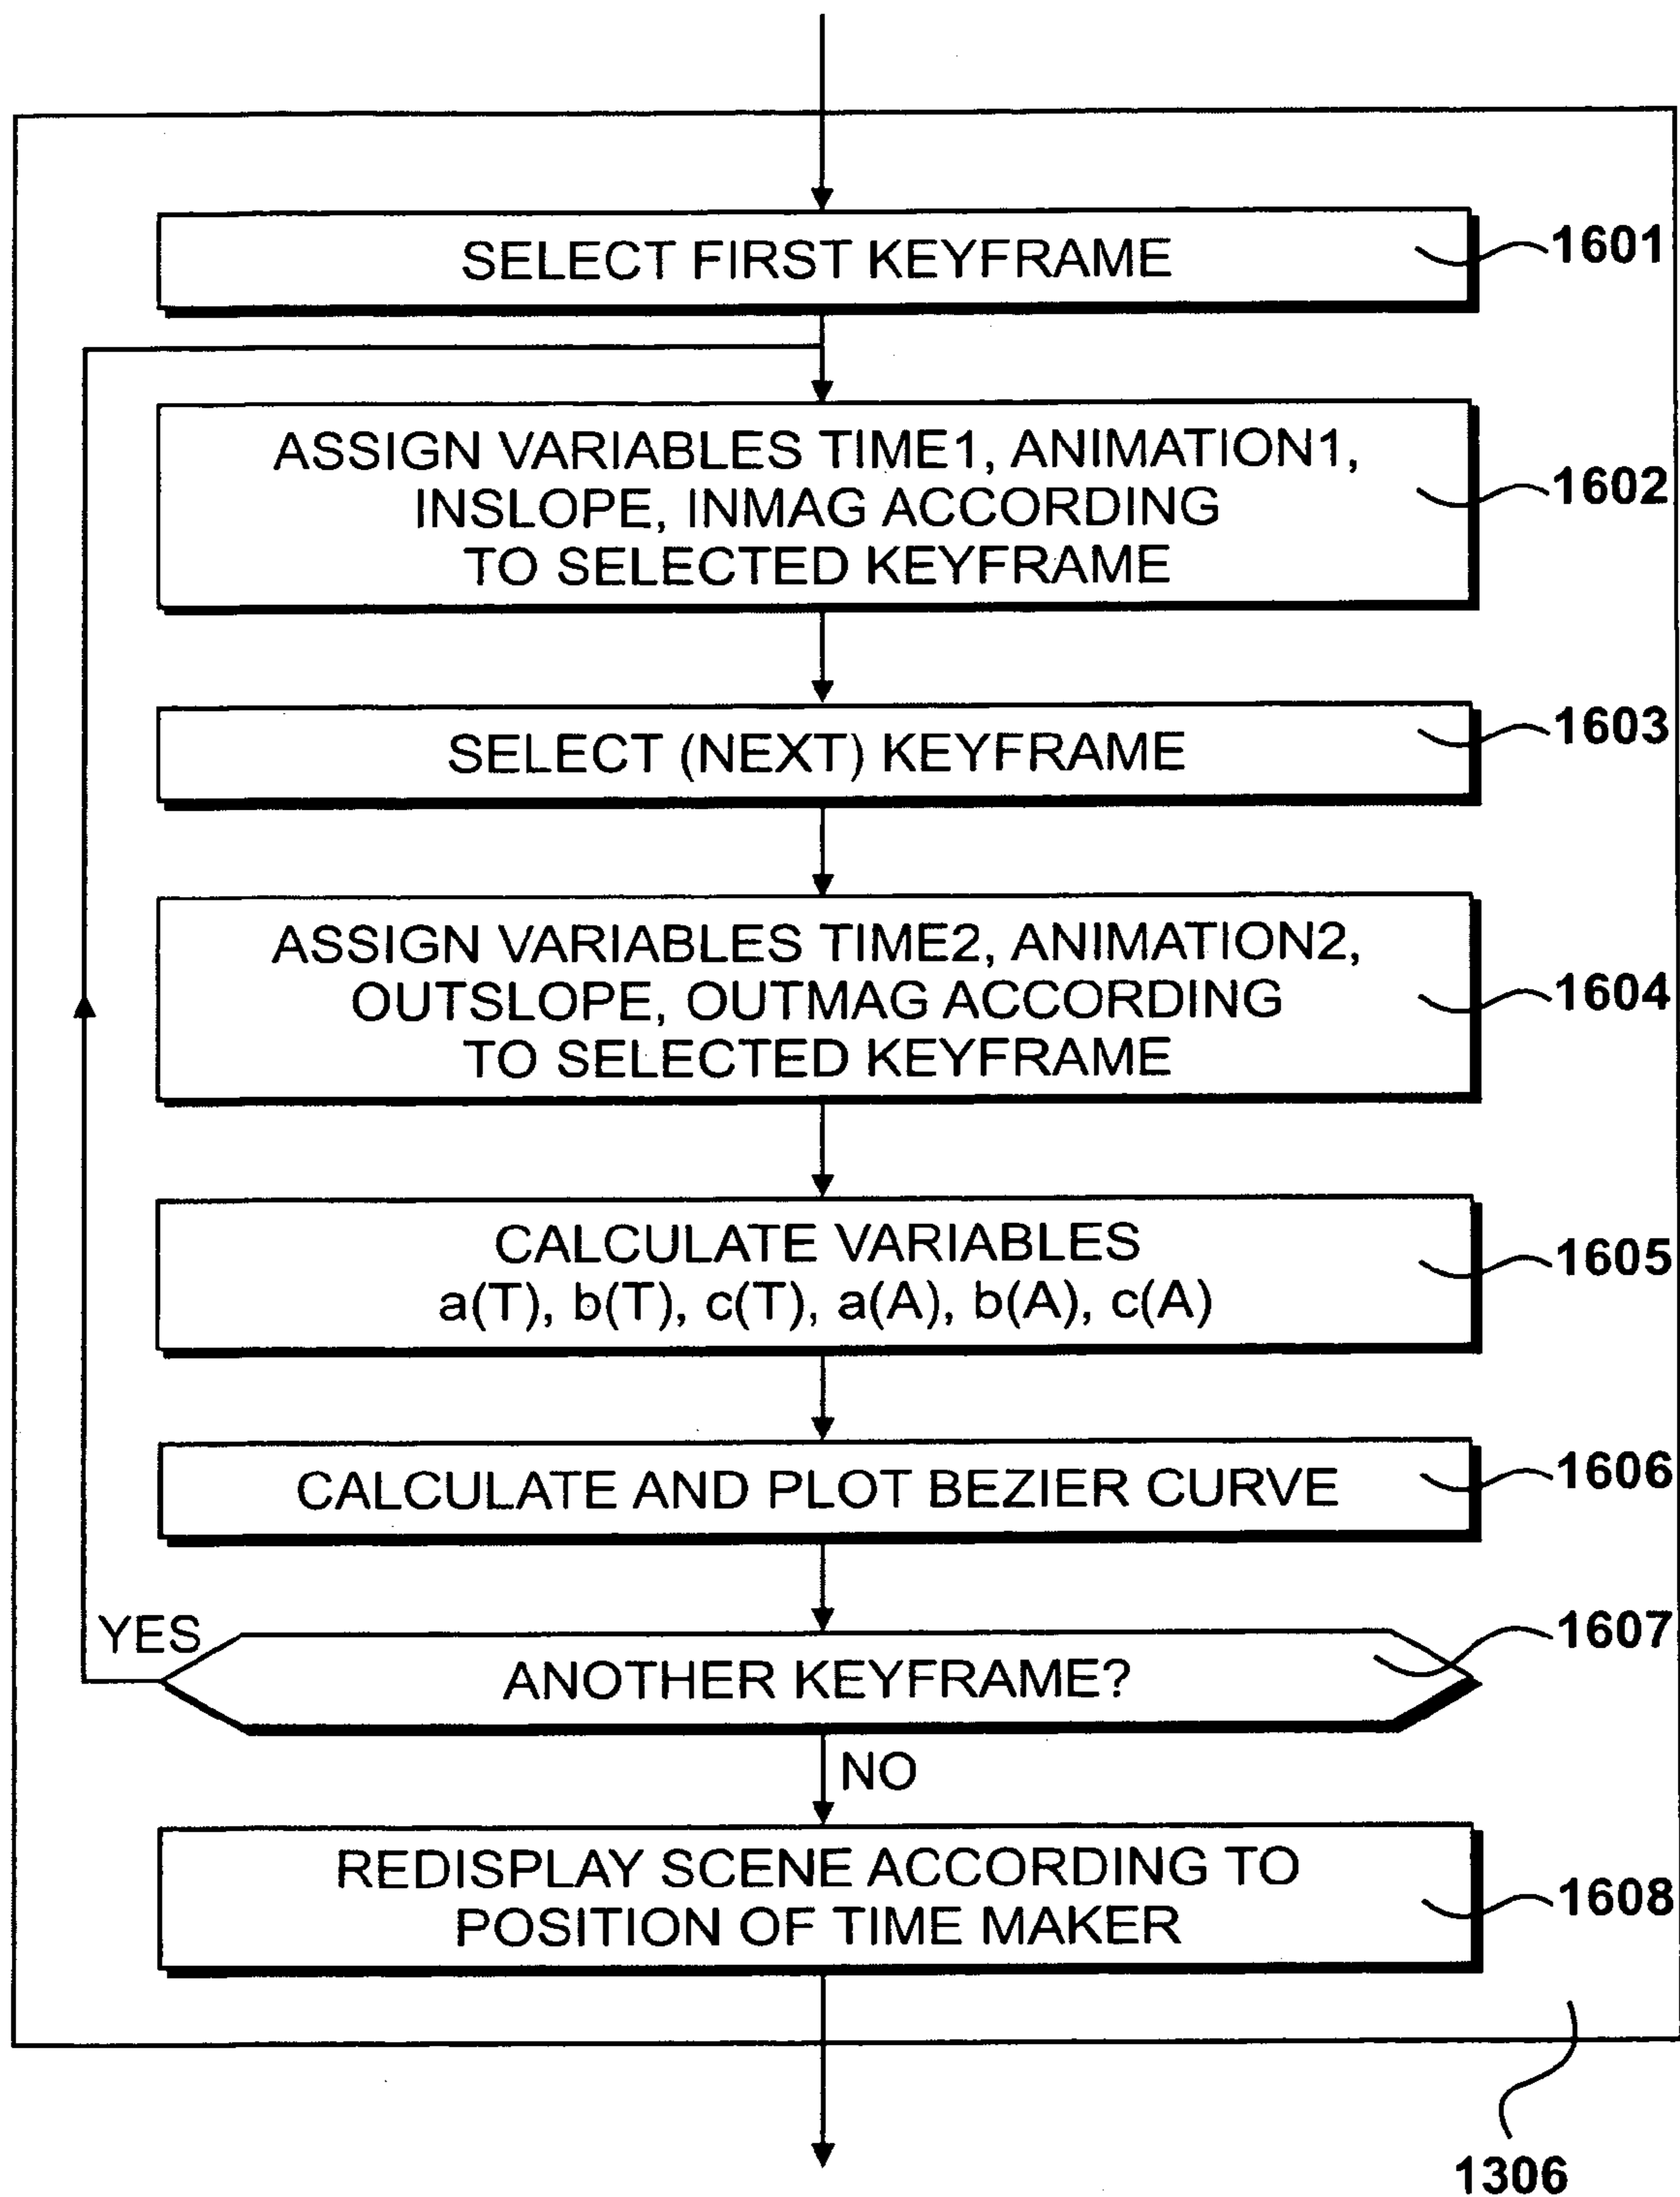 SELECT FIRST KEYFRAME
1601
ASSIGN VARIABLES TIME1, ANIMATION1,
INSLOPE, INMAG ACCORDING
TO SELECTED KEYFRAME
1602
SELECT (NEXT) KEYFRAME
1603
ASSIGN VARIABLES TIME2, ANIMATION2,
OUTSLOPE, OUTMAG ACCORDING
TO SELECTED KEYFRAME
1604
CALCULATE VARIABLES
a(T), b(T), c(T), a(A), b(A), c(A)
1605
CALCULATE AND PLOT BEZIER CURVE
1606
YES
ANOTHER KEYFRAME?
1607
NO
REDISPLAY SCENE ACCORDING TO
POSITION OF TIME MAKER
1608
1306